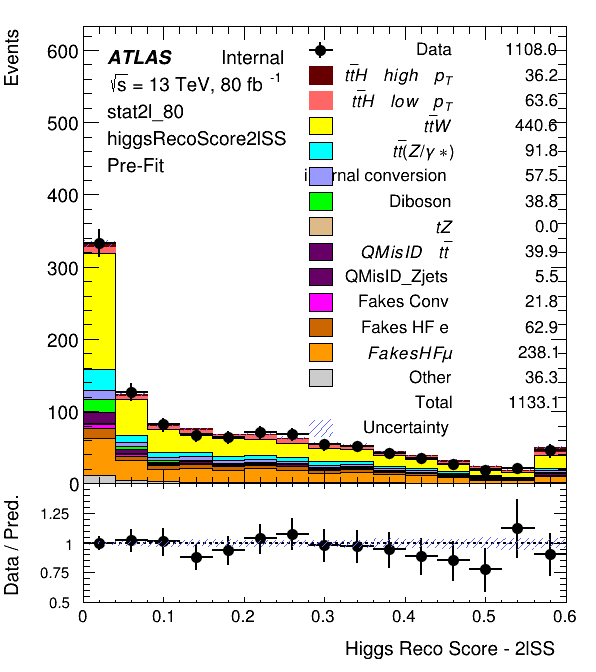 Events
600
500
400
300
200
100
0
ATLAS Internal
√s = 13 TeV, 80 fb -1
stat2l_80
higgsRecoScore2lSS
Pre-Fit
Data 1108.0
tt̄H high pT 36.2
tt̄H low pT 63.6
tt̄W 440.6
tt̄(Z/γ*) 91.8
internal conversion 57.5
Diboson 38.8
tZ 0.0
QMisID tt̄ 39.9
QMisID_Zjets 5.5
Fakes Conv 21.8
Fakes HF e 62.9
FakesHFμ 238.1
Other 36.3
Total 1133.1
Uncertainty
Data / Pred.
1.25
1
0.75
0.5
0 0.1 0.2 0.3 0.4 0.5 0.6
Higgs Reco Score - 2lSS